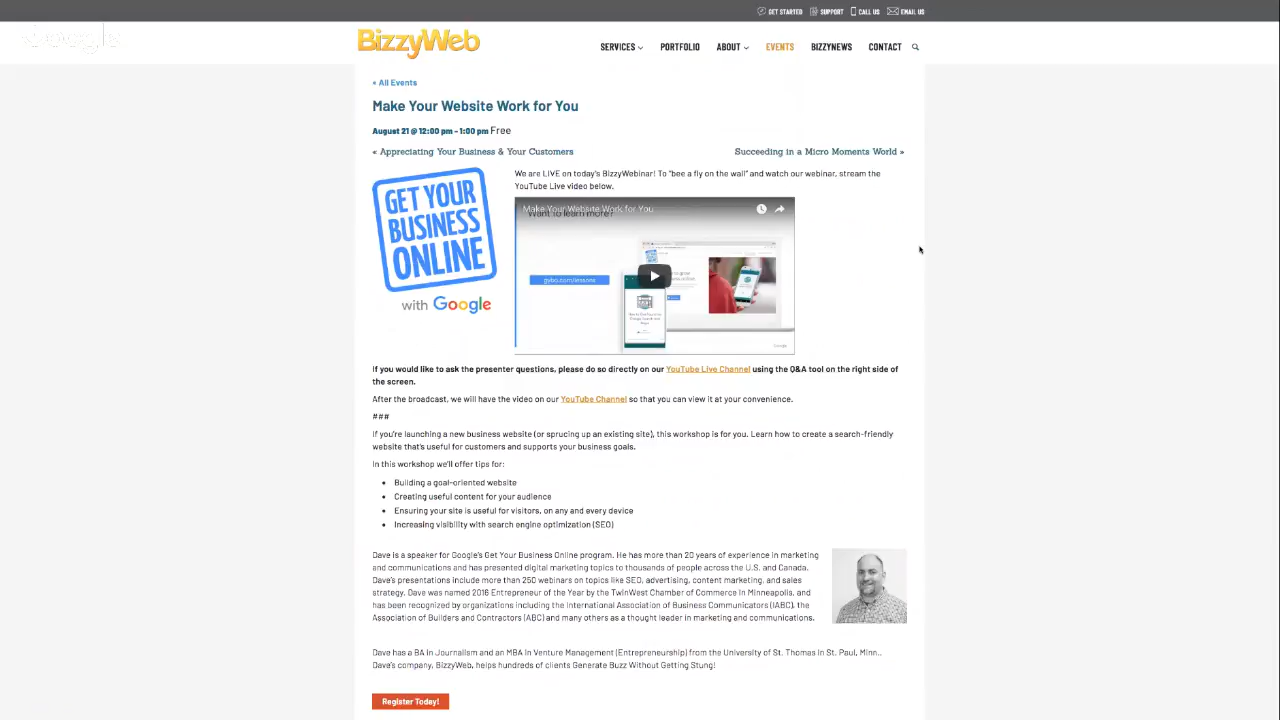 GET STARTED SUPPORT CALL US EMAIL US
Google
BizzyWeb
SERVICES PORTFOLIO ABOUT EVENTS BIZZYNEWS CONTACT
« All Events
Make Your Website Work for You
August 21 @ 12:00 pm - 1:00 pm Free
« Appreciating Your Business & Your Customers
Succeeding in a Micro Moments World »
GET YOUR
BUSINESS
ONLINE
with Google
We are LIVE on today's BizzyWebinar! To "bee a fly on the wall" and watch our webinar, stream the
YouTube Live video below.
Make Your Website Work for You
Want to learn more?
gybo.com/lessons
Google
If you would like to ask the presenter questions, please do so directly on our YouTube Live Channel using the Q&A tool on the right side of
the screen.
After the broadcast, we will have the video on our YouTube Channel so that you can view it at your convenience.
###
If you're launching a new business website (or sprucing up an existing site), this workshop is for you. Learn how to create a search-friendly
website that's useful for customers and supports your business goals.
In this workshop we'll offer tips for:
• Building a goal-oriented website
• Creating useful content for your audience
• Ensuring your site is useful for visitors, on any and every device
• Increasing visibility with search engine optimization (SEO)
Dave is a speaker for Google's Get Your Business Online program. He has more than 20 years of experience in marketing
and communications and has presented digital marketing topics to thousands of people across the U.S. and Canada.
Dave's presentations include more than 250 webinars on topics like SEO, advertising, content marketing, and sales
strategy. Dave was named 2016 Entrepreneur of the Year by the TwinWest Chamber of Commerce in Minneapolis, and
has been recognized by organizations including the International Association of Business Communicators (IABC), the
Association of Builders and Contractors (ABC) and many others as a thought leader in marketing and communications.
Dave has a BA in Journalism and an MBA in Venture Management (Entrepreneurship) from the University of St. Thomas in St. Paul, Minn..
Dave's company, BizzyWeb, helps hundreds of clients Generate Buzz Without Getting Stung!
Register Today!